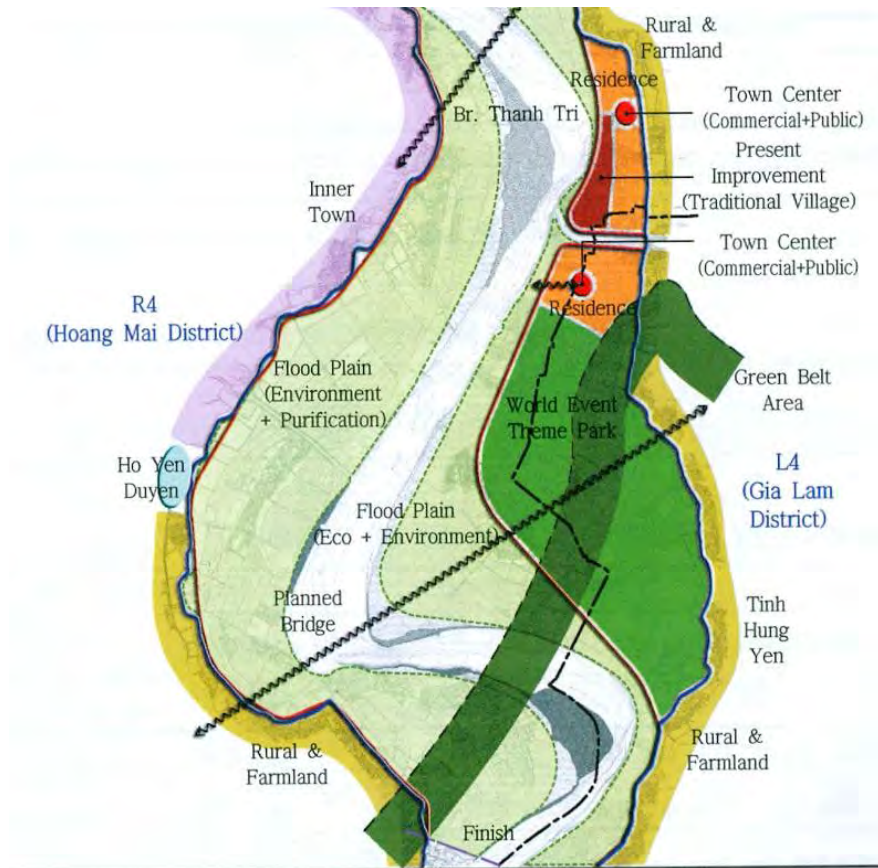 Rural &
Farmland
Residence
Town Center
(Commercial+Public)
Br. Thanh Tri
Present
Improvement
(Traditional Village)
Inner
Town
Town Center
(Commercial+Public)
R4
(Hoang Mai District)
Residence
Flood Plain
(Environment
+ Purification)
Green Belt
Area
World Event
Theme Park
Ho Yen
Duyen
L4
(Gia Lam
District)
Flood Plain
(Eco + Environment)
Planned
Bridge
Tinh
Hung
Yen
Rural &
Farmland
Rural &
Farmland
Finish